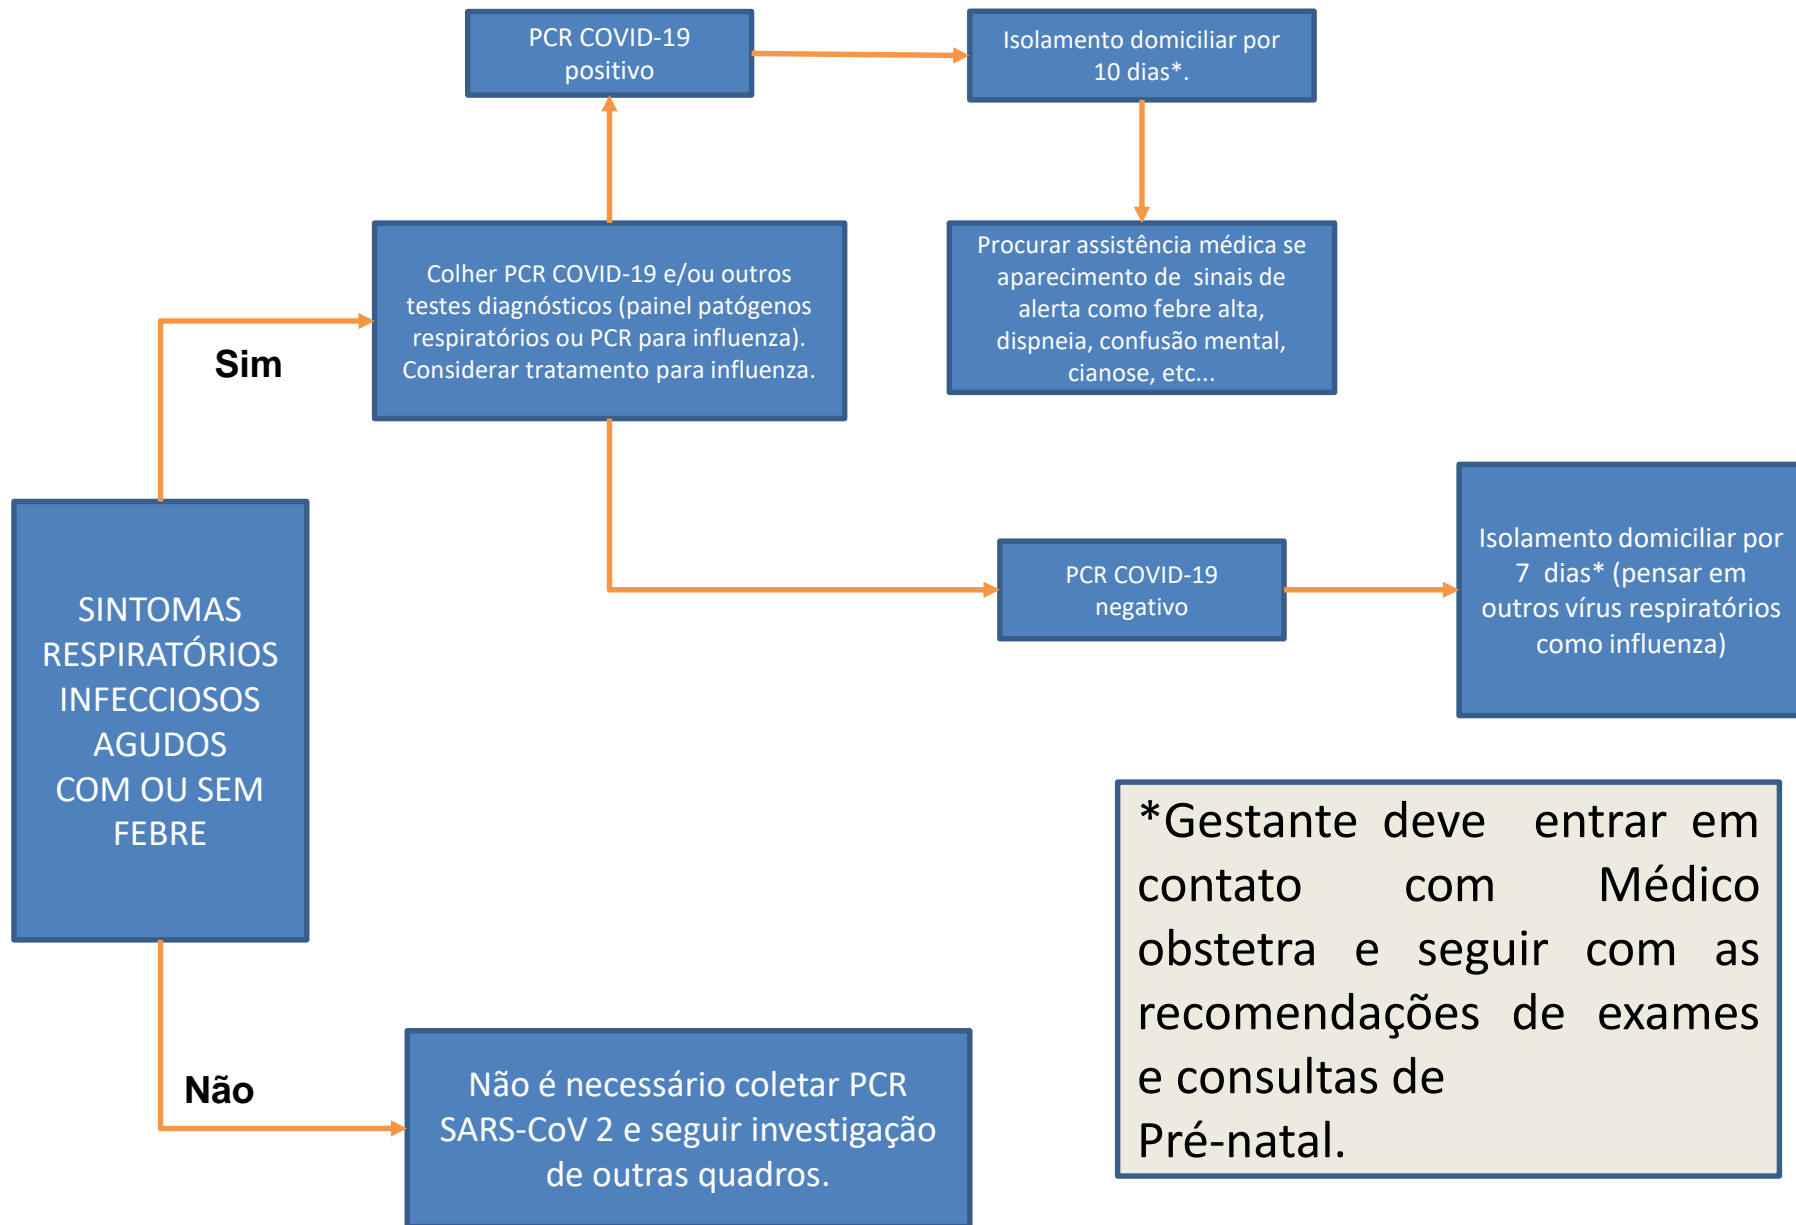 PCR COVID-19
positivo
Isolamento domiciliar por
10 dias*.
Colher PCR COVID-19 e/ou outros
testes diagnósticos (painel patógenos
respiratórios ou PCR para influenza).
Considerar tratamento para influenza.
Procurar assistência médica se
aparecimento de sinais de
alerta como febre alta,
dispneia, confusão mental,
cianose, etc...
Sim
SINTOMAS
RESPIRATÓRIOS
INFECCIOSOS
AGUDOS
COM OU SEM
FEBRE
PCR COVID-19
negativo
Isolamento domiciliar por
7 dias* (pensar em
outros vírus respiratórios
como influenza)
Não
Não é necessário coletar PCR
SARS-CoV 2 e seguir investigação
de outras quadros.
*Gestante deve entrar em
contato com Médico
obstetra e seguir com as
recomendações de exames
e consultas de
Pré-natal.